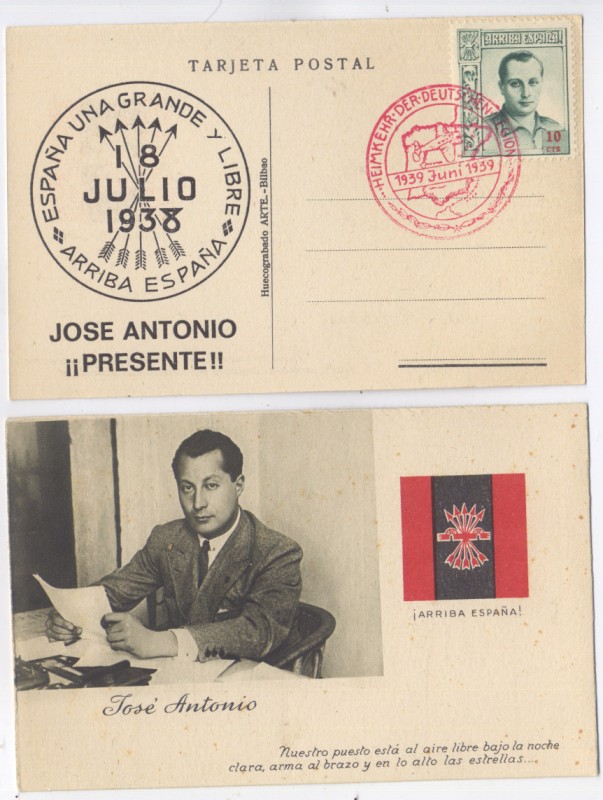 TARJETA POSTAL
¡ARRIBA ESPAÑA!
10
CTS
ESPAÑA UNA GRANDE Y LIBRE
18
JULIO
1938
ARRIBA ESPAÑA
Huecograbado ARTE.-Bilbao
HEIMKEHR·DER·DEUTSCHEN
1939 Juni 1939
JOSE ANTONIO
¡¡PRESENTE!!
¡ARRIBA ESPAÑA!
José Antonio
Nuestro puesto está al aire libre bajo la noche
clara, arma al brazo y en lo alto las estrellas...